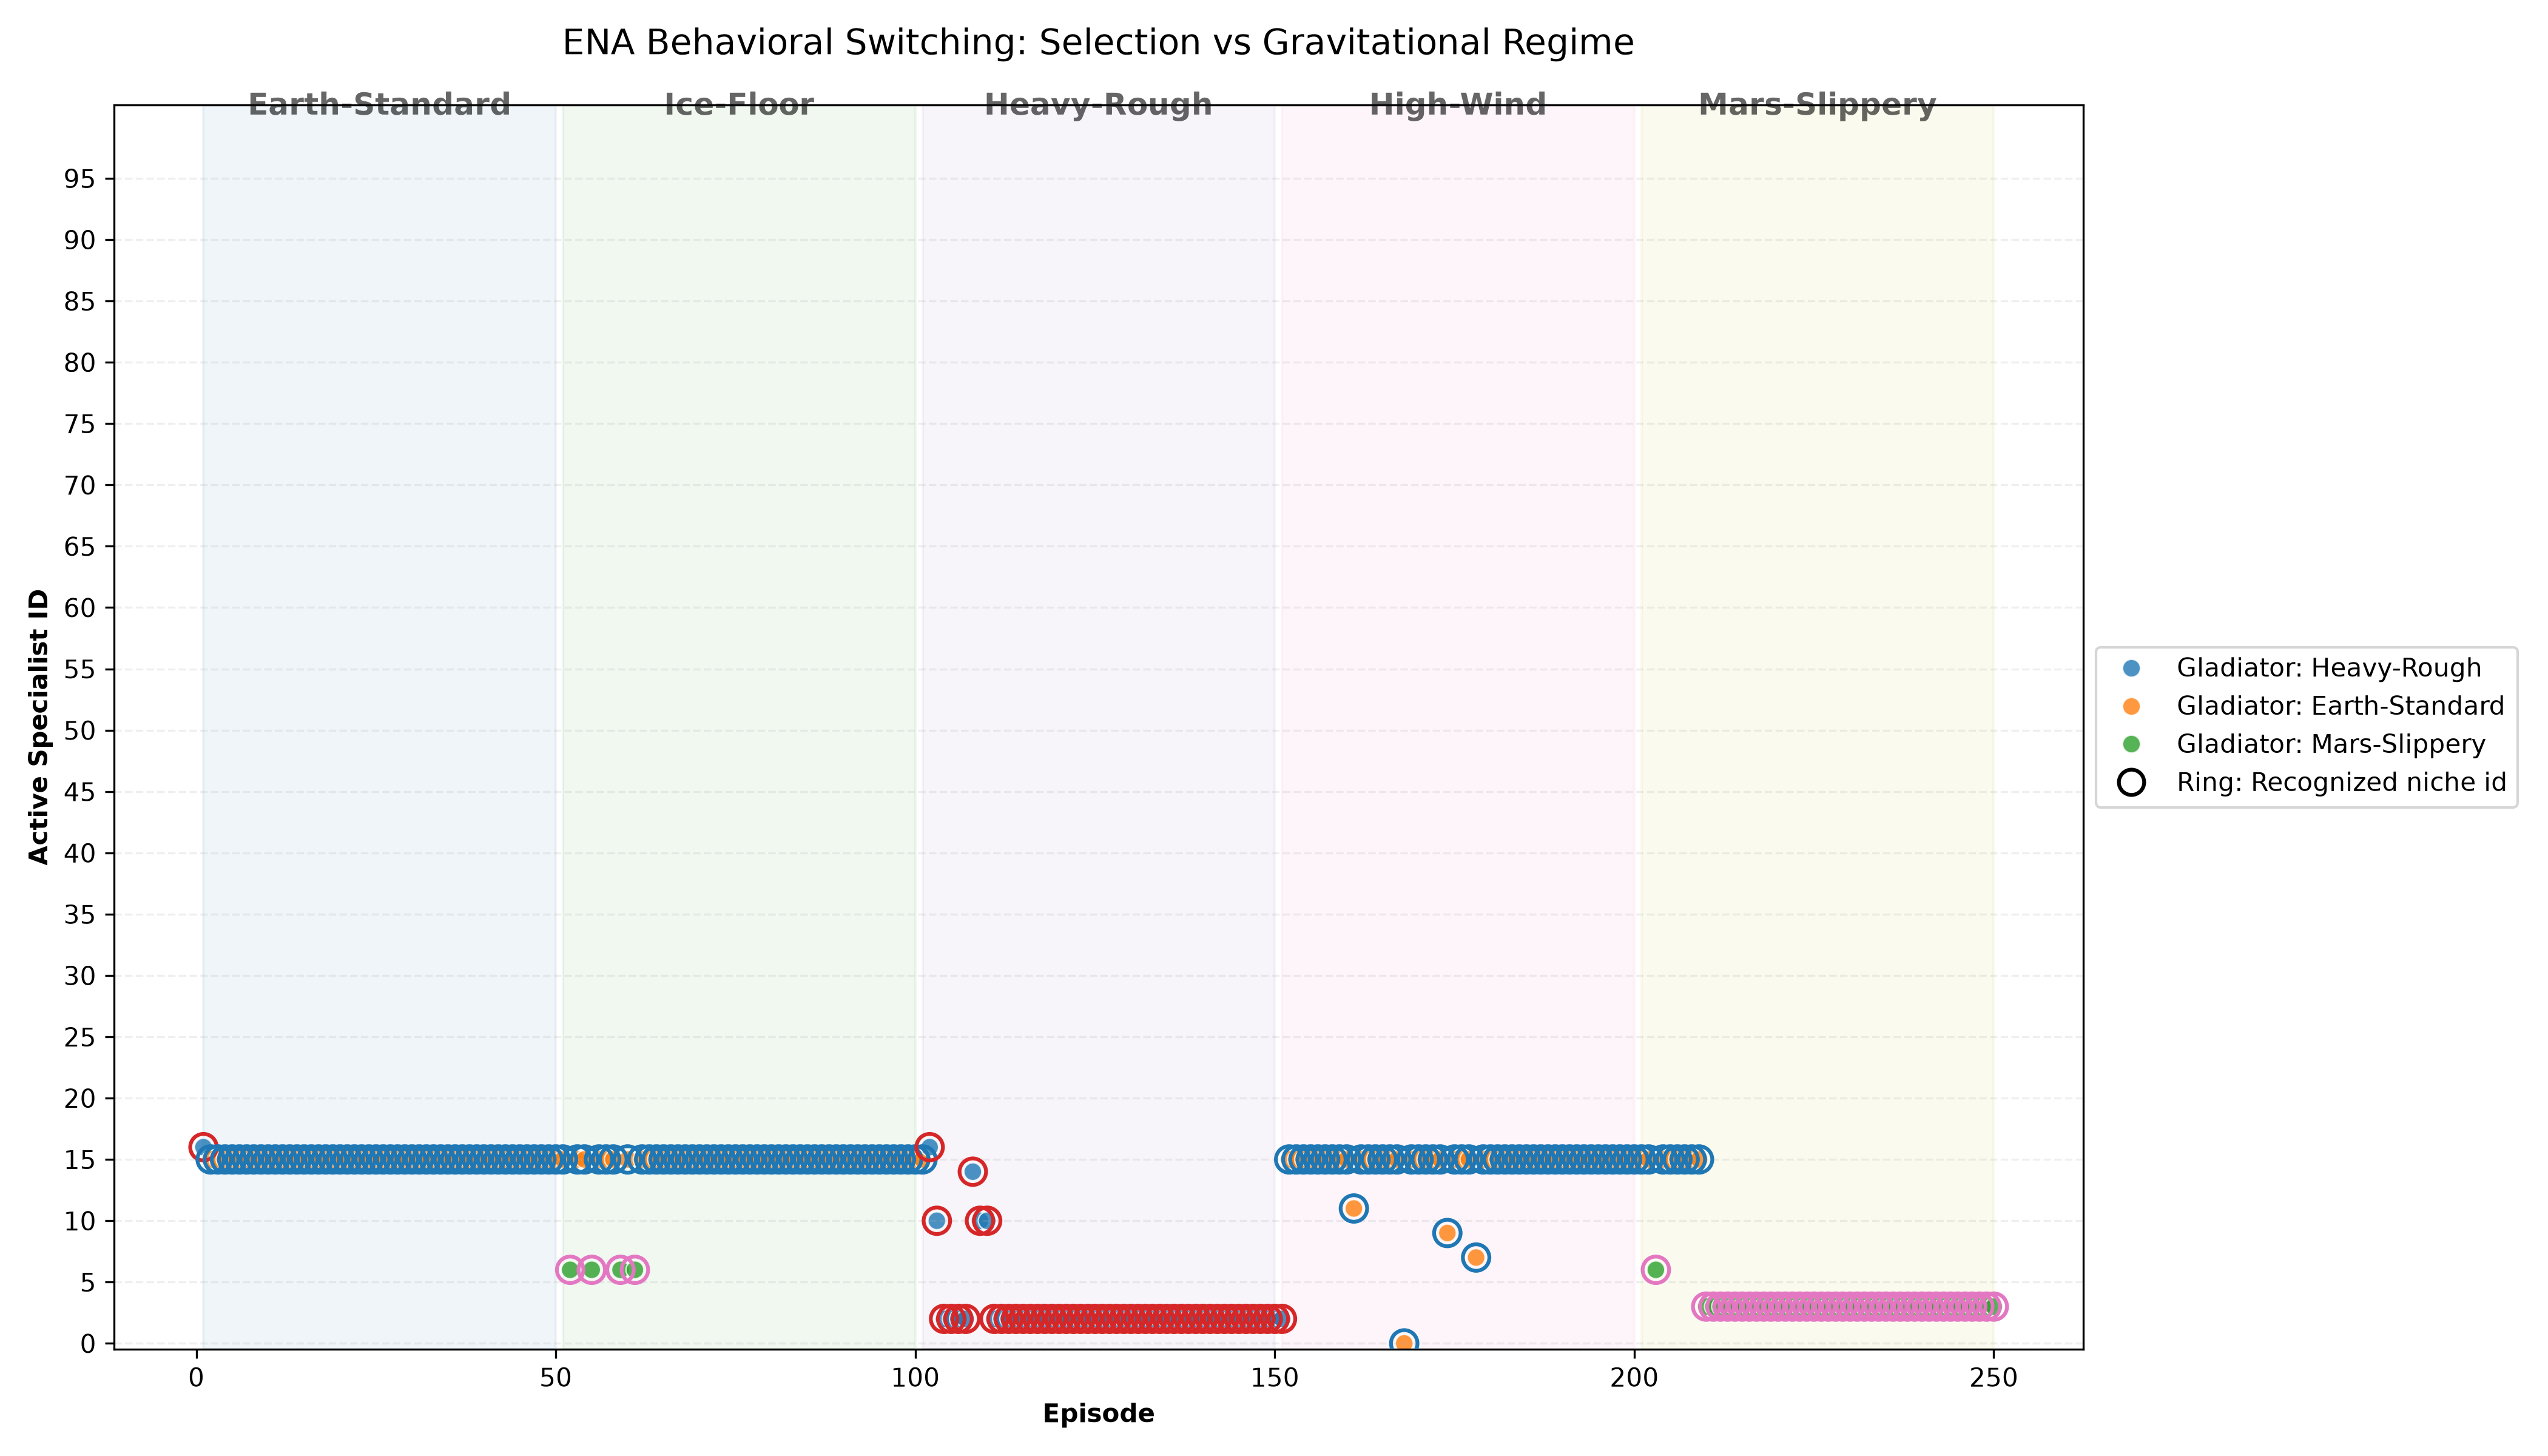 ENA Behavioral Switching: Selection vs Gravitational Regime
Earth-Standard
Ice-Floor
Heavy-Rough
High-Wind
Mars-Slippery
95
90
85
80
75
70
65
60
55
50
45
40
35
30
25
20
15
10
5
0
Active Specialist ID
0
50
100
150
200
250
Episode
Gladiator: Heavy-Rough
Gladiator: Earth-Standard
Gladiator: Mars-Slippery
Ring: Recognized niche id